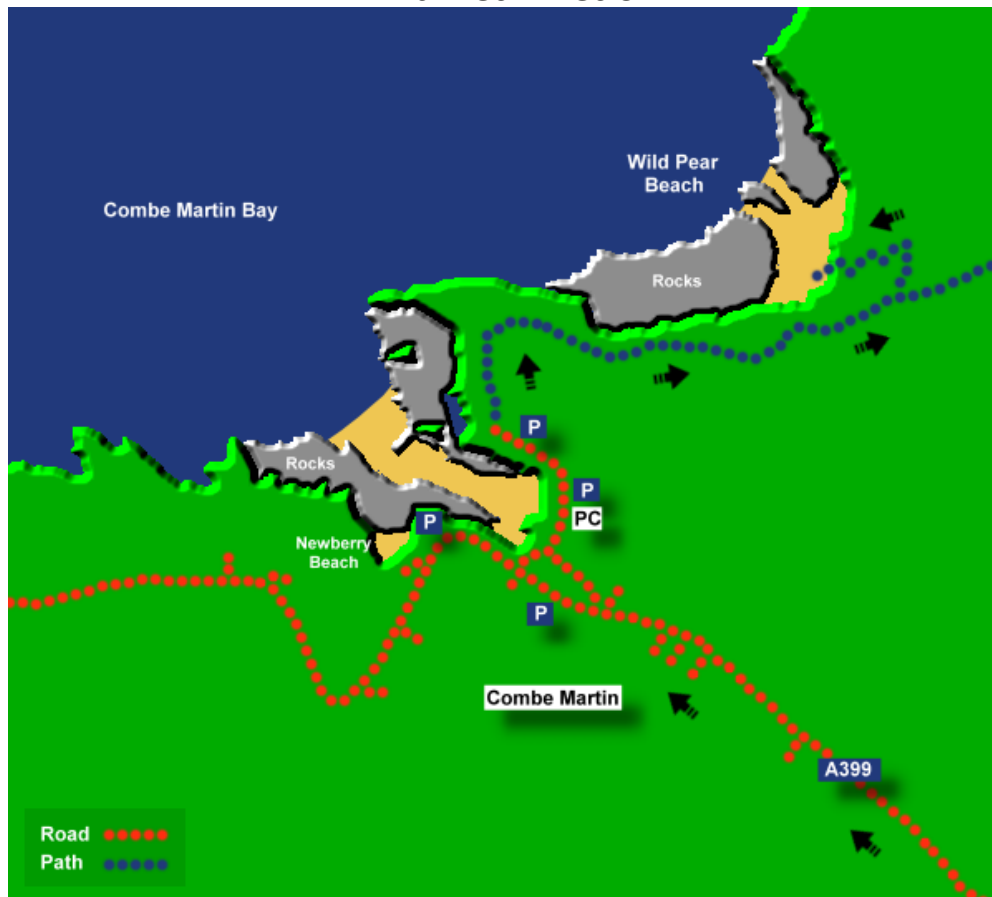 Wild Pear
Beach
Combe Martin Bay
Rocks
P
Rocks
P
PC
P
Newberry
Beach
P
Combe Martin
A399
Road
Path